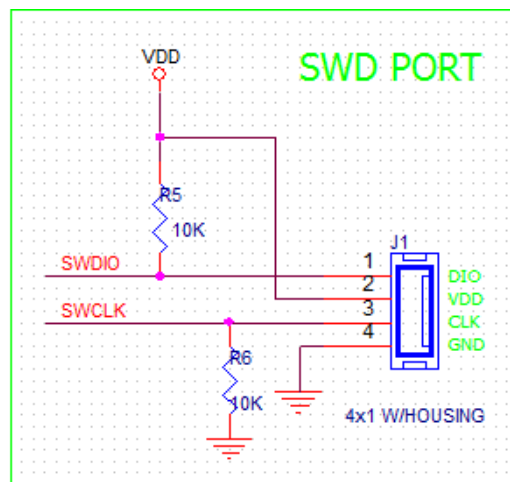 VDD
SWD PORT
R5
10K
J1
SWDIO
1
DIO
2
VDD
SWCLK
3
CLK
4
GND
R6
10K
4x1 W/HOUSING